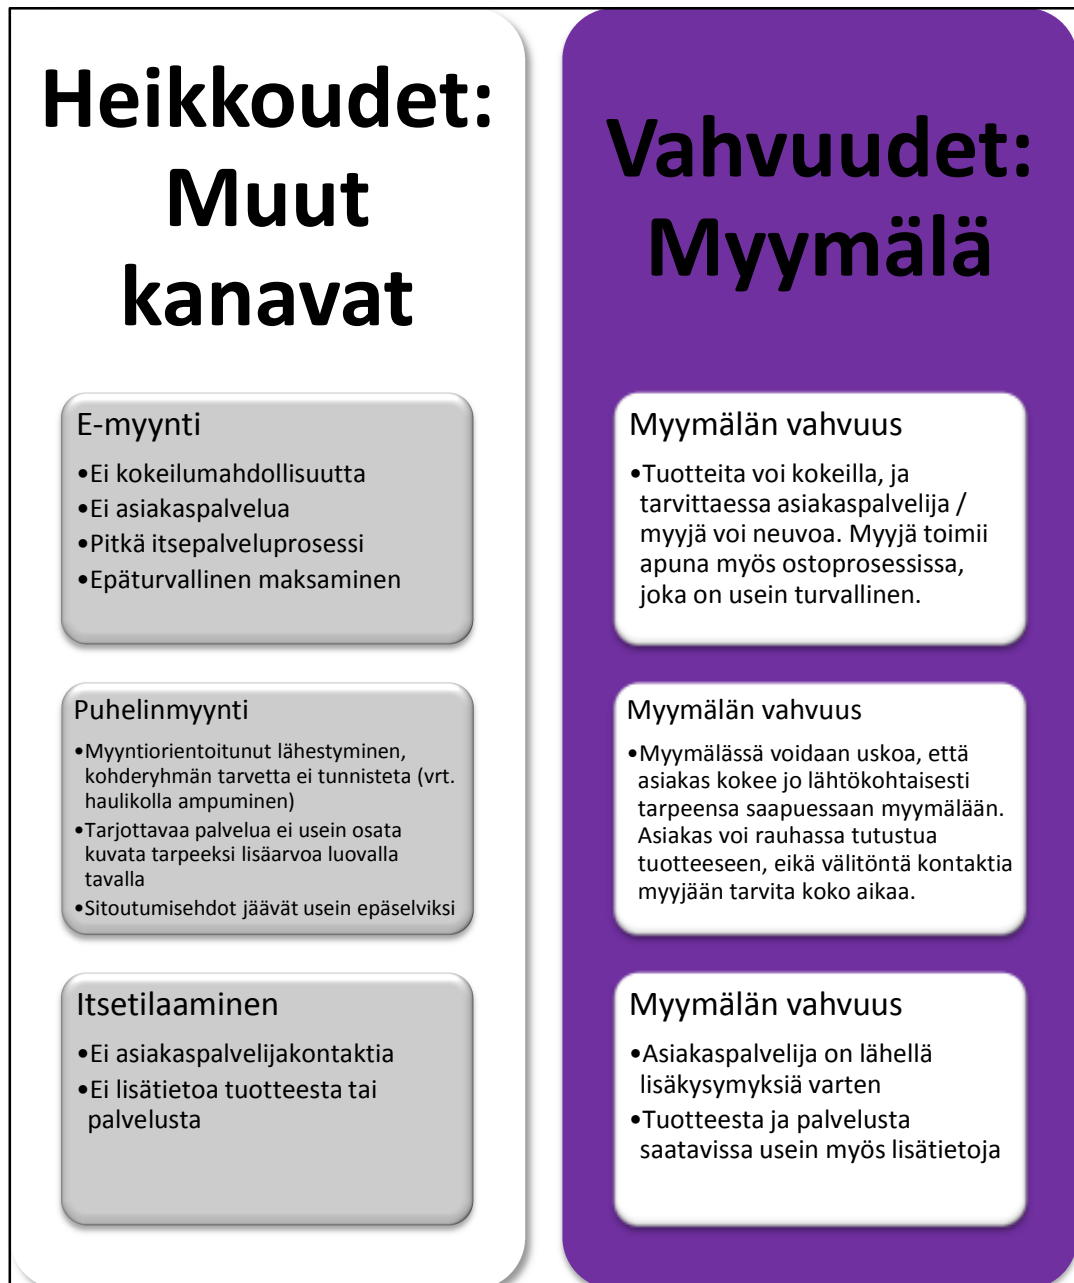 Heikkoudet:
Muut
kanavat
E-myynti
•Ei kokeilumahdollisuutta
•Ei asiakaspalvelua
•Pitkä itsepalveluprosessi
•Epäturvallinen maksaminen
Puhelinmyynti
•Myyntiorientoitunut lähestyminen,
kohderyhmän tarvetta ei tunnisteta (vrt.
haulikolla ampuminen)
•Tarjottavaa palvelua ei usein osata
kuvata tarpeeksi lisäarvoa luovalla
tavalla
•Sitoutumisehdot jäävät usein epäselviksi
Itsetilaaminen
•Ei asiakaspalvelijakontaktia
•Ei lisätietoa tuotteesta tai
palvelusta
Vahvuudet:
Myymälä
Myymälän vahvuus
•Tuotteita voi kokeilla, ja
tarvittaessa asiakaspalvelija /
myyjä voi neuvoa. Myyjä toimii
apuna myös ostoprosessissa,
joka on usein turvallinen.
Myymälän vahvuus
•Myymälässä voidaan uskoa, että
asiakas kokee jo lähtökohtaisesti
tarpeensa saapuessaan myymälään.
Asiakas voi rauhassa tutustua
tuotteeseen, eikä välitöntä kontaktia
myyjään tarvita koko aikaa.
Myymälän vahvuus
•Asiakaspalvelija on lähellä
lisäkysymyksiä varten
•Tuotteesta ja palvelusta
saatavissa usein myös lisätietoja